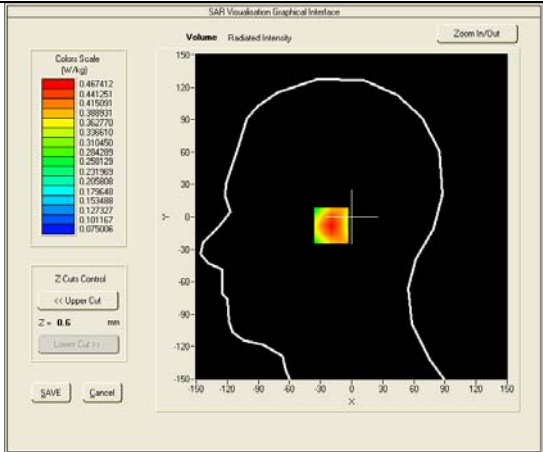 SAR Visualisation Graphical Interface
Volume Radiated Intensity
Zoom In/Out
Colors Scale
(W/kg)
0.467412
0.441251
0.415091
0.388931
0.362770
0.336610
0.310450
0.284289
0.258129
0.231969
0.205808
0.179648
0.153488
0.127327
0.101167
0.075006
Z Cuts Control
<< Upper Cut
Z = 0.6 mm
Lower Cut >>
SAVE Cancel
150
120
90
60
30
0
-30
-60
-90
-120
-150
Y
-150 -120 -90 -60 -30 0 30 60 90 120 150
X